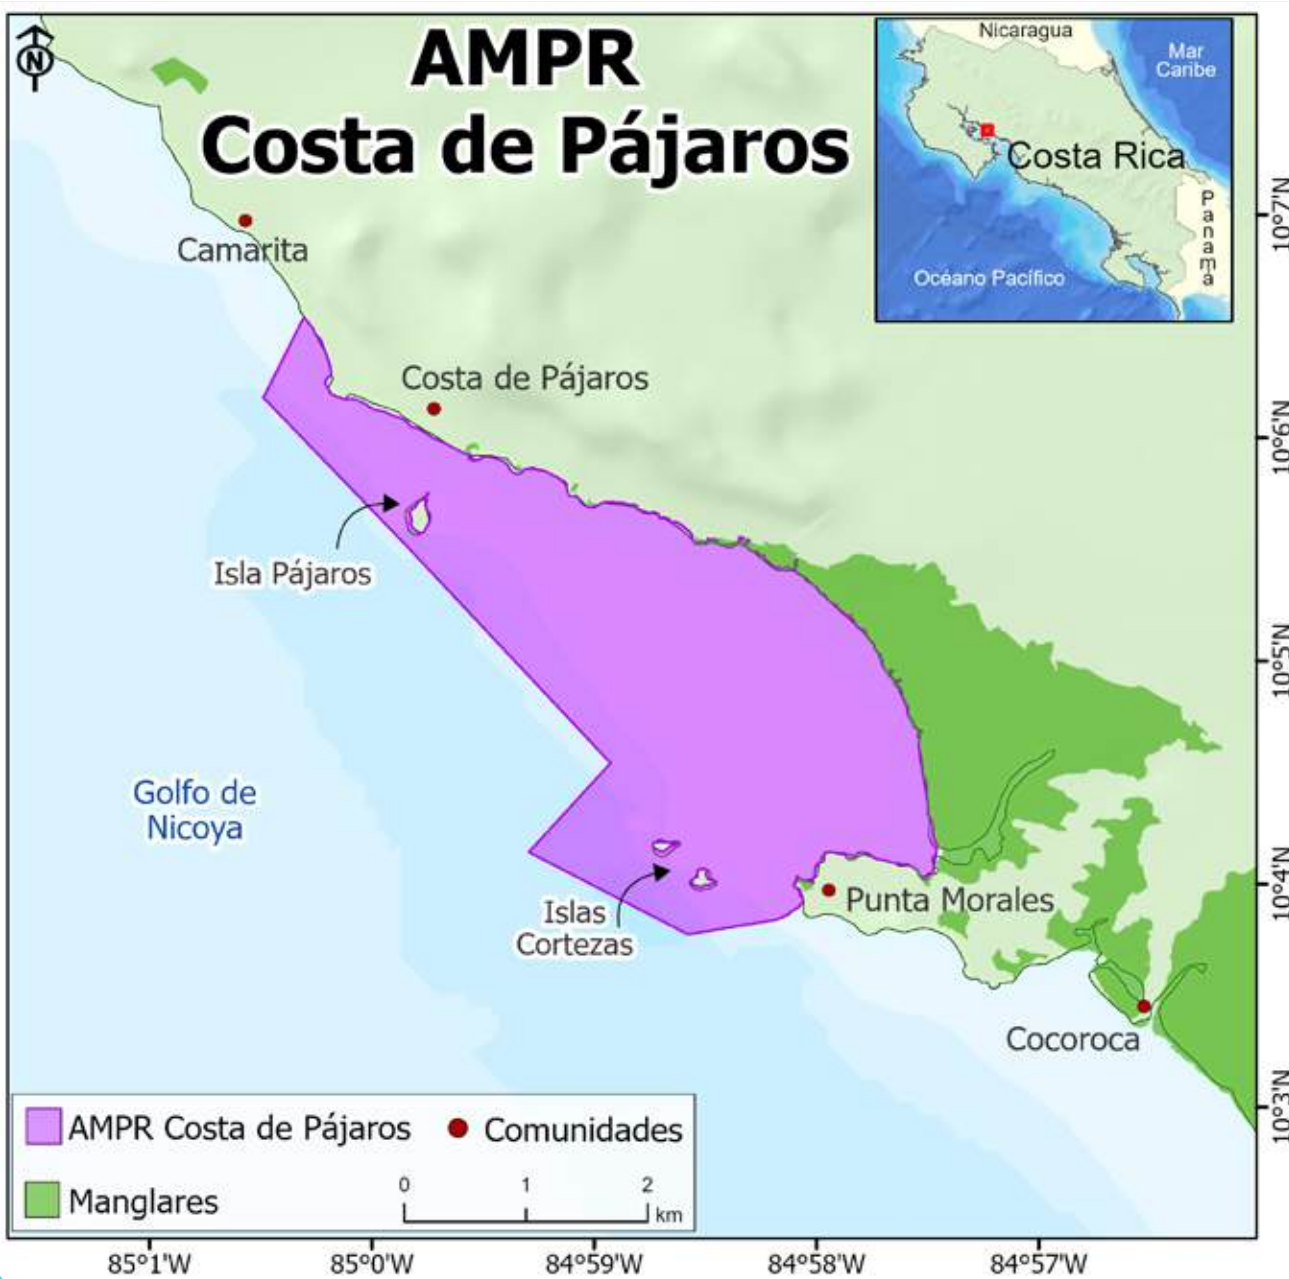 N
AMPR
Costa de Pájaros
Nicaragua
Mar
Caribe
Costa Rica
Panamá
Océano Pacífico
Camarita
Costa de Pájaros
Isla Pájaros
Golfo de
Nicoya
Islas
Cortezas
Punta Morales
Cocoroca
10°7'N
10°6'N
10°5'N
10°4'N
10°3'N
AMPR Costa de Pájaros
Comunidades
Manglares
0 1 2
km
85°1'W 85°0'W 84°59'W 84°58'W 84°57'W